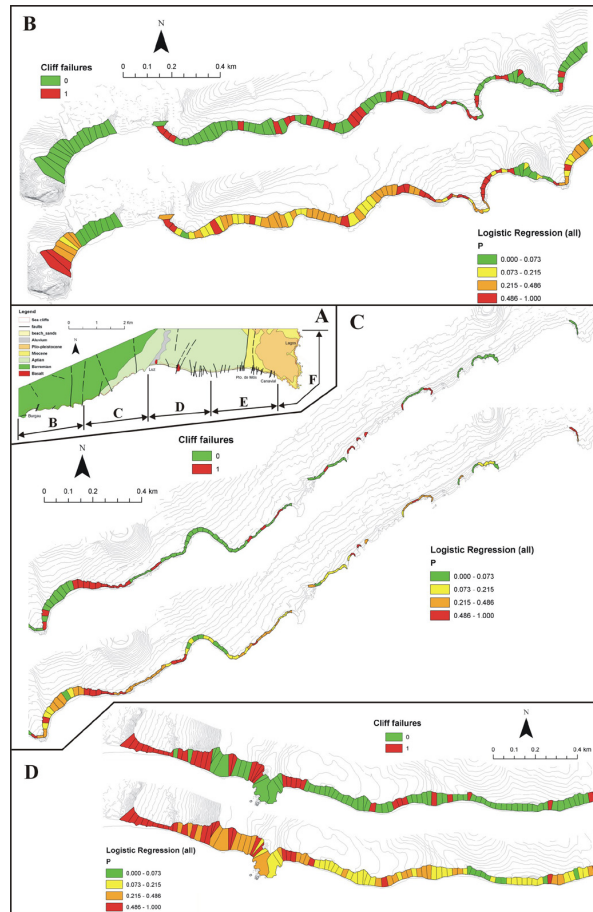 B
N
Cliff failures
0
1
0 0.1 0.2 0.4 km
Logistic Regression (all)
P
0.000 - 0.073
0.073 - 0.215
0.215 - 0.486
0.486 - 1.000
A
Legend
Sea cliffs
faults
beach_sands
Alluvium
Plio-pleistocene
Miocene
Aptian
Barremian
Basalt
N
Lagos
Luz
Burgau
B
C
D
E
F
C
N
Cliff failures
0
1
0 0.1 0.2 0.4 km
Logistic Regression (all)
P
0.000 - 0.073
0.073 - 0.215
0.215 - 0.486
0.486 - 1.000
D
Cliff failures
0
1
N
0 0.1 0.2 0.4 km
Logistic Regression (all)
P
0.000 - 0.073
0.073 - 0.215
0.215 - 0.486
0.486 - 1.000